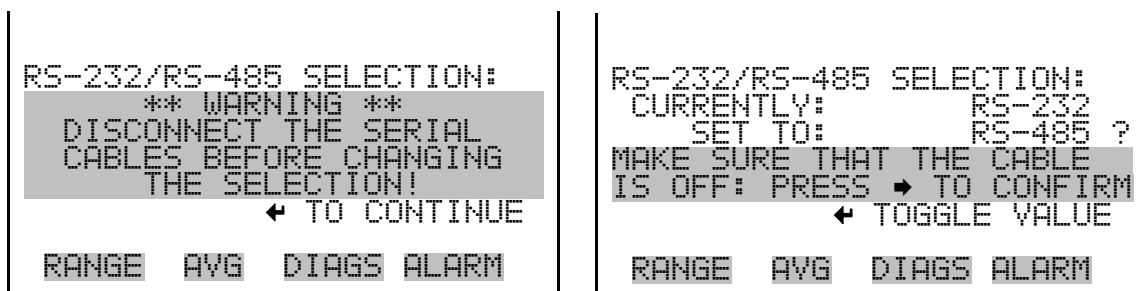 RS-232/RS-485 SELECTION:
** WARNING **
DISCONNECT THE SERIAL
CABLES BEFORE CHANGING
THE SELECTION!
↵ TO CONTINUE
RANGE AVG DIAGS ALARM
RS-232/RS-485 SELECTION:
CURRENTLY: RS-232
SET TO: RS-485 ?
MAKE SURE THAT THE CABLE
IS OFF: PRESS → TO CONFIRM
↵ TOGGLE VALUE
RANGE AVG DIAGS ALARM